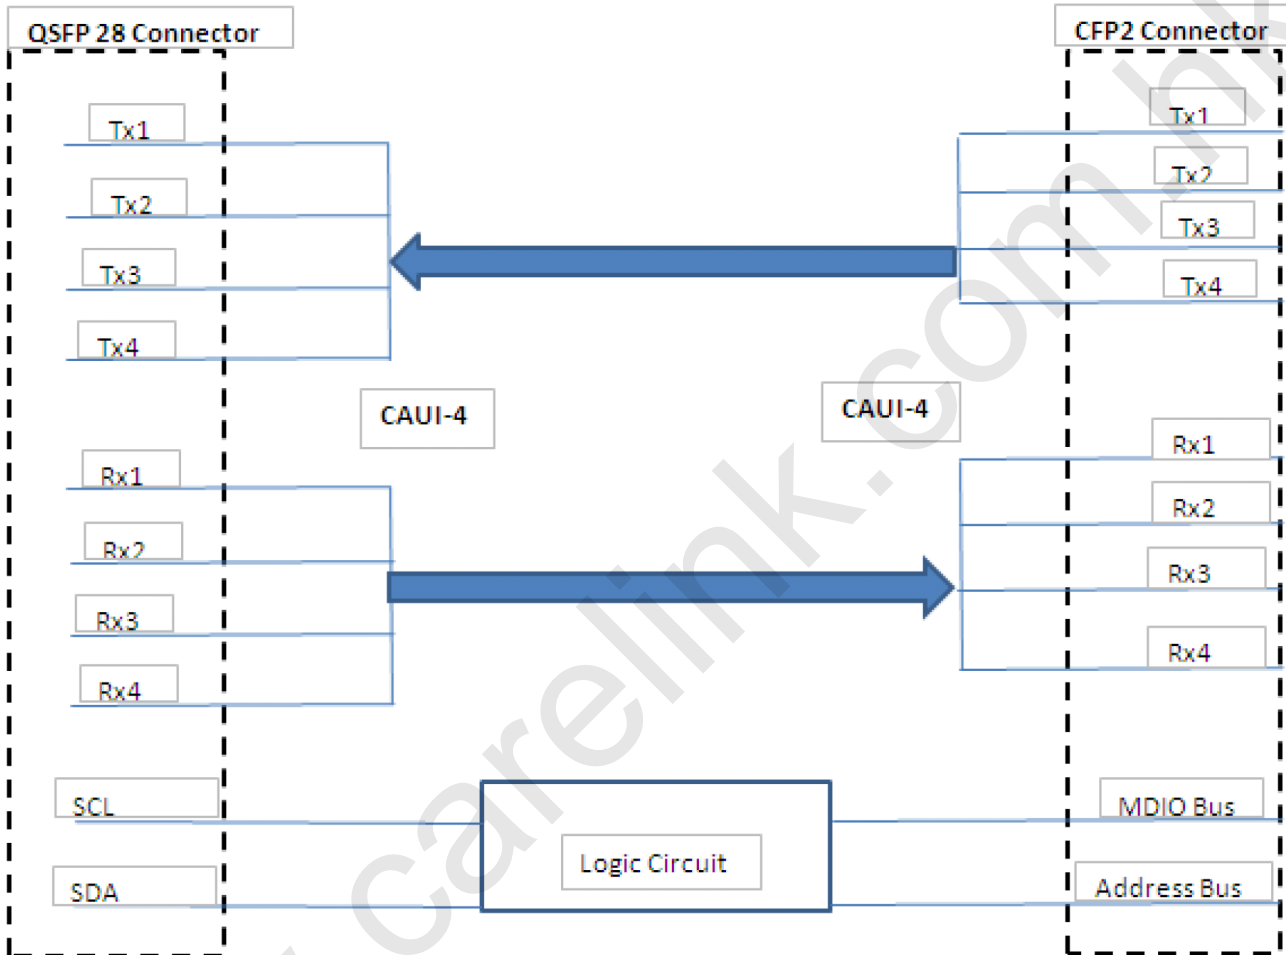 QSFP 28 Connector
CFP2 Connector
Tx1
Tx1
Tx2
Tx2
Tx3
Tx3
Tx4
Tx4
CAUI-4
CAUI-4
Rx1
Rx1
Rx2
Rx2
Rx3
Rx3
Rx4
Rx4
SCL
MDIO Bus
Logic Circuit
SDA
Address Bus
carelink.com.hk